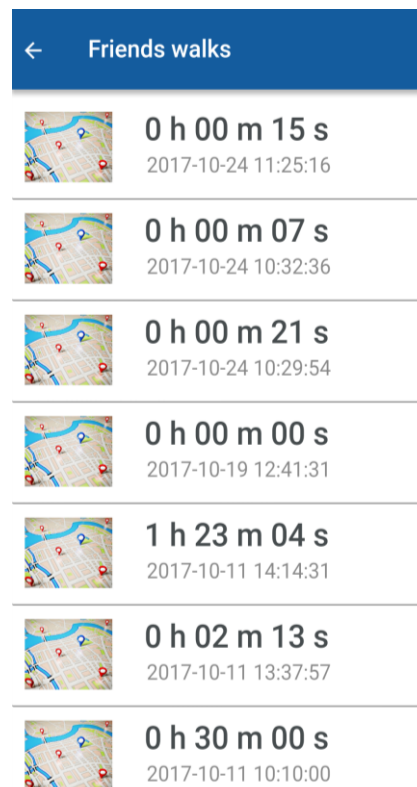 Friends walks
0 h 00 m 15 s
2017-10-24 11:25:16
0 h 00 m 07 s
2017-10-24 10:32:36
0 h 00 m 21 s
2017-10-24 10:29:54
0 h 00 m 00 s
2017-10-19 12:41:31
1 h 23 m 04 s
2017-10-11 14:14:31
0 h 02 m 13 s
2017-10-11 13:37:57
0 h 30 m 00 s
2017-10-11 10:10:00